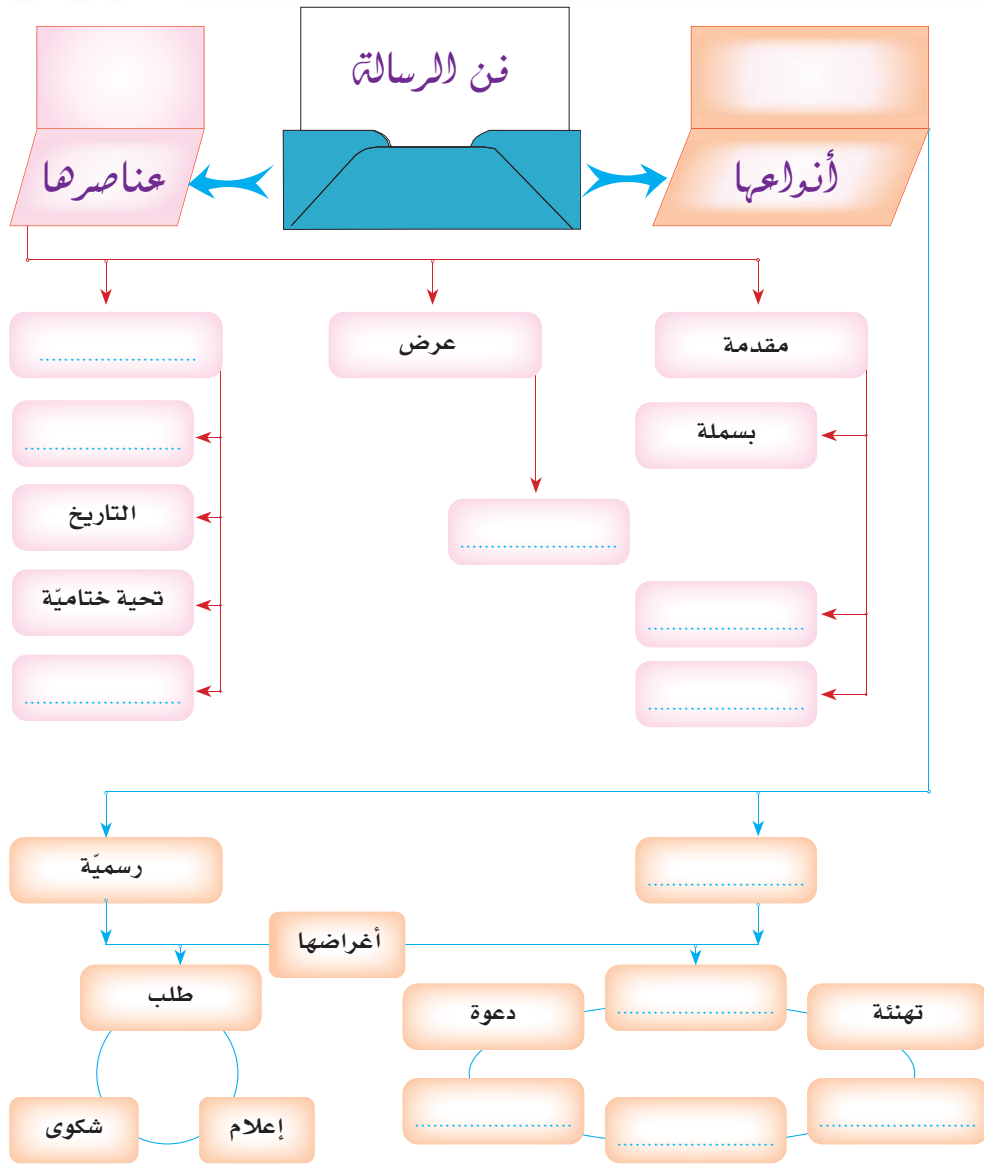 فن الرسالة
أنواعها
عناصرها
مقدمة
عرض
بسملة
التاريخ
تحية ختاميّة
رسميّة
أغراضها
طلب
إعلام
شكوى
تهنئة
دعوة